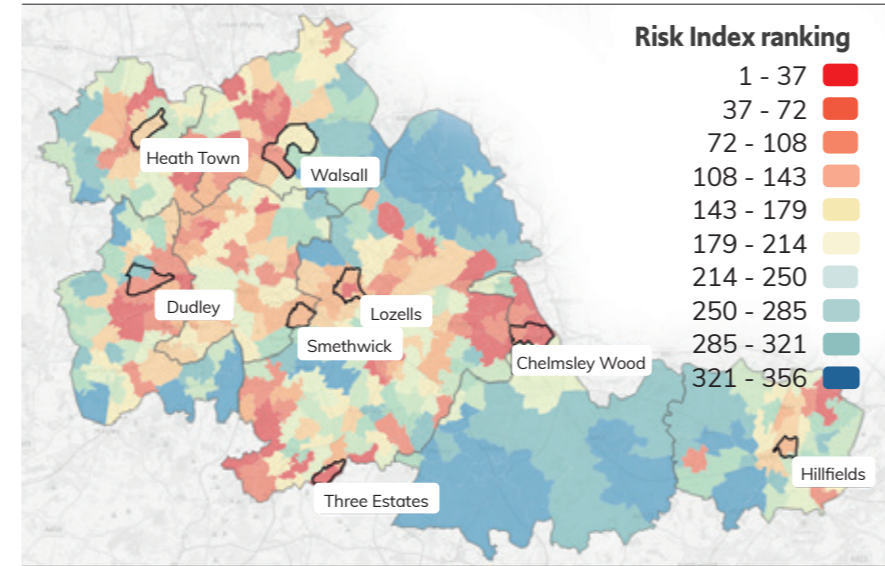 Risk Index ranking
1 - 37
37 - 72
72 - 108
108 - 143
143 - 179
179 - 214
214 - 250
250 - 285
285 - 321
321 - 356
Heath Town
Walsall
Dudley
Lozells
Smethwick
Chelmsley Wood
Hillfields
Three Estates